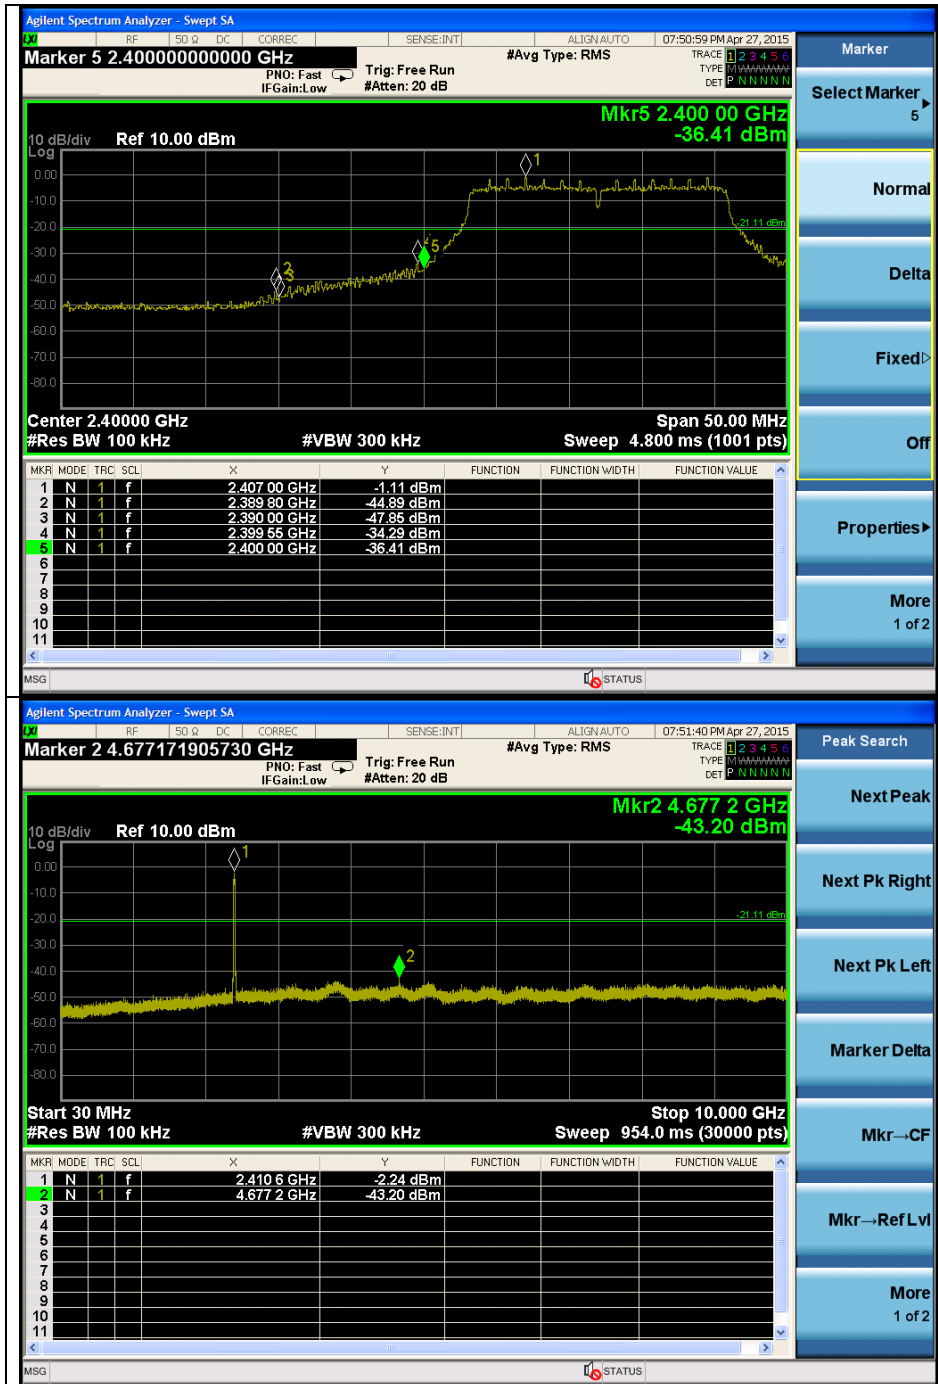 Agilent Spectrum Analyzer - Swept SA
LXI RF 50 Ω DC CORREC SENSE:INT ALIGN AUTO 07:50:59 PM Apr 27, 2015
Marker 5 2.400000000000 GHz #Avg Type: RMS TRACE 1 2 3 4 5 6
PNO: Fast Trig: Free Run TYPE M W W W W W
IFGain:Low #Atten: 20 dB DET P N N N N N
Mkr5 2.400 00 GHz
10 dB/div Ref 10.00 dBm -36.41 dBm
Log
0.00
-10.0
-20.0
-30.0
-40.0
-50.0
-60.0
-70.0
-80.0
1
-21.11 dBm
5
2
3
Center 2.40000 GHz Span 50.00 MHz
#Res BW 100 kHz #VBW 300 kHz Sweep 4.800 ms (1001 pts)
MKR MODE TRC SCL X Y FUNCTION FUNCTION WIDTH FUNCTION VALUE
1 N 1 f 2.407 00 GHz -1.11 dBm
2 N 1 f 2.389 80 GHz -44.89 dBm
3 N 1 f 2.390 00 GHz -47.85 dBm
4 N 1 f 2.399 55 GHz -34.29 dBm
5 N 1 f 2.400 00 GHz -36.41 dBm
6
7
8
9
10
11
MSG STATUS
Marker
Select Marker
5
Normal
Delta
Fixed
Off
Properties
More
1 of 2
Agilent Spectrum Analyzer - Swept SA
LXI RF 50 Ω DC CORREC SENSE:INT ALIGN AUTO 07:51:40 PM Apr 27, 2015
Marker 2 4.677171905730 GHz #Avg Type: RMS TRACE 1 2 3 4 5 6
PNO: Fast Trig: Free Run TYPE M W W W W W
IFGain:Low #Atten: 20 dB DET P N N N N N
Mkr2 4.677 2 GHz
10 dB/div Ref 10.00 dBm -43.20 dBm
Log
0.00
-10.0
-20.0
-30.0
-40.0
-50.0
-60.0
-70.0
-80.0
1
-21.11 dBm
2
Start 30 MHz Stop 10.000 GHz
#Res BW 100 kHz #VBW 300 kHz Sweep 954.0 ms (30000 pts)
MKR MODE TRC SCL X Y FUNCTION FUNCTION WIDTH FUNCTION VALUE
1 N 1 f 2.410 6 GHz -2.24 dBm
2 N 1 f 4.677 2 GHz -43.20 dBm
3
4
5
6
7
8
9
10
11
MSG STATUS
Peak Search
Next Peak
Next Pk Right
Next Pk Left
Marker Delta
Mkr→CF
Mkr→Ref Lvl
More
1 of 2